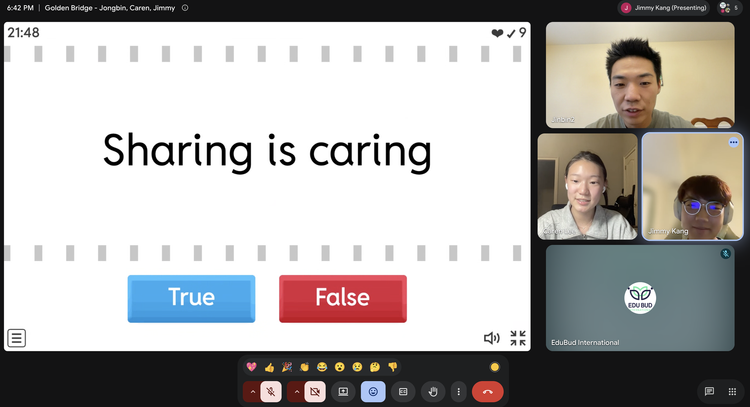 6:42 PM | Golden Bridge - Jongbin, Caren, Jimmy
J Jimmy Kang (Presenting)
5
21:48
9
Sharing is caring
True
False
Jimmy Kang
EDU BUD
EduBud International